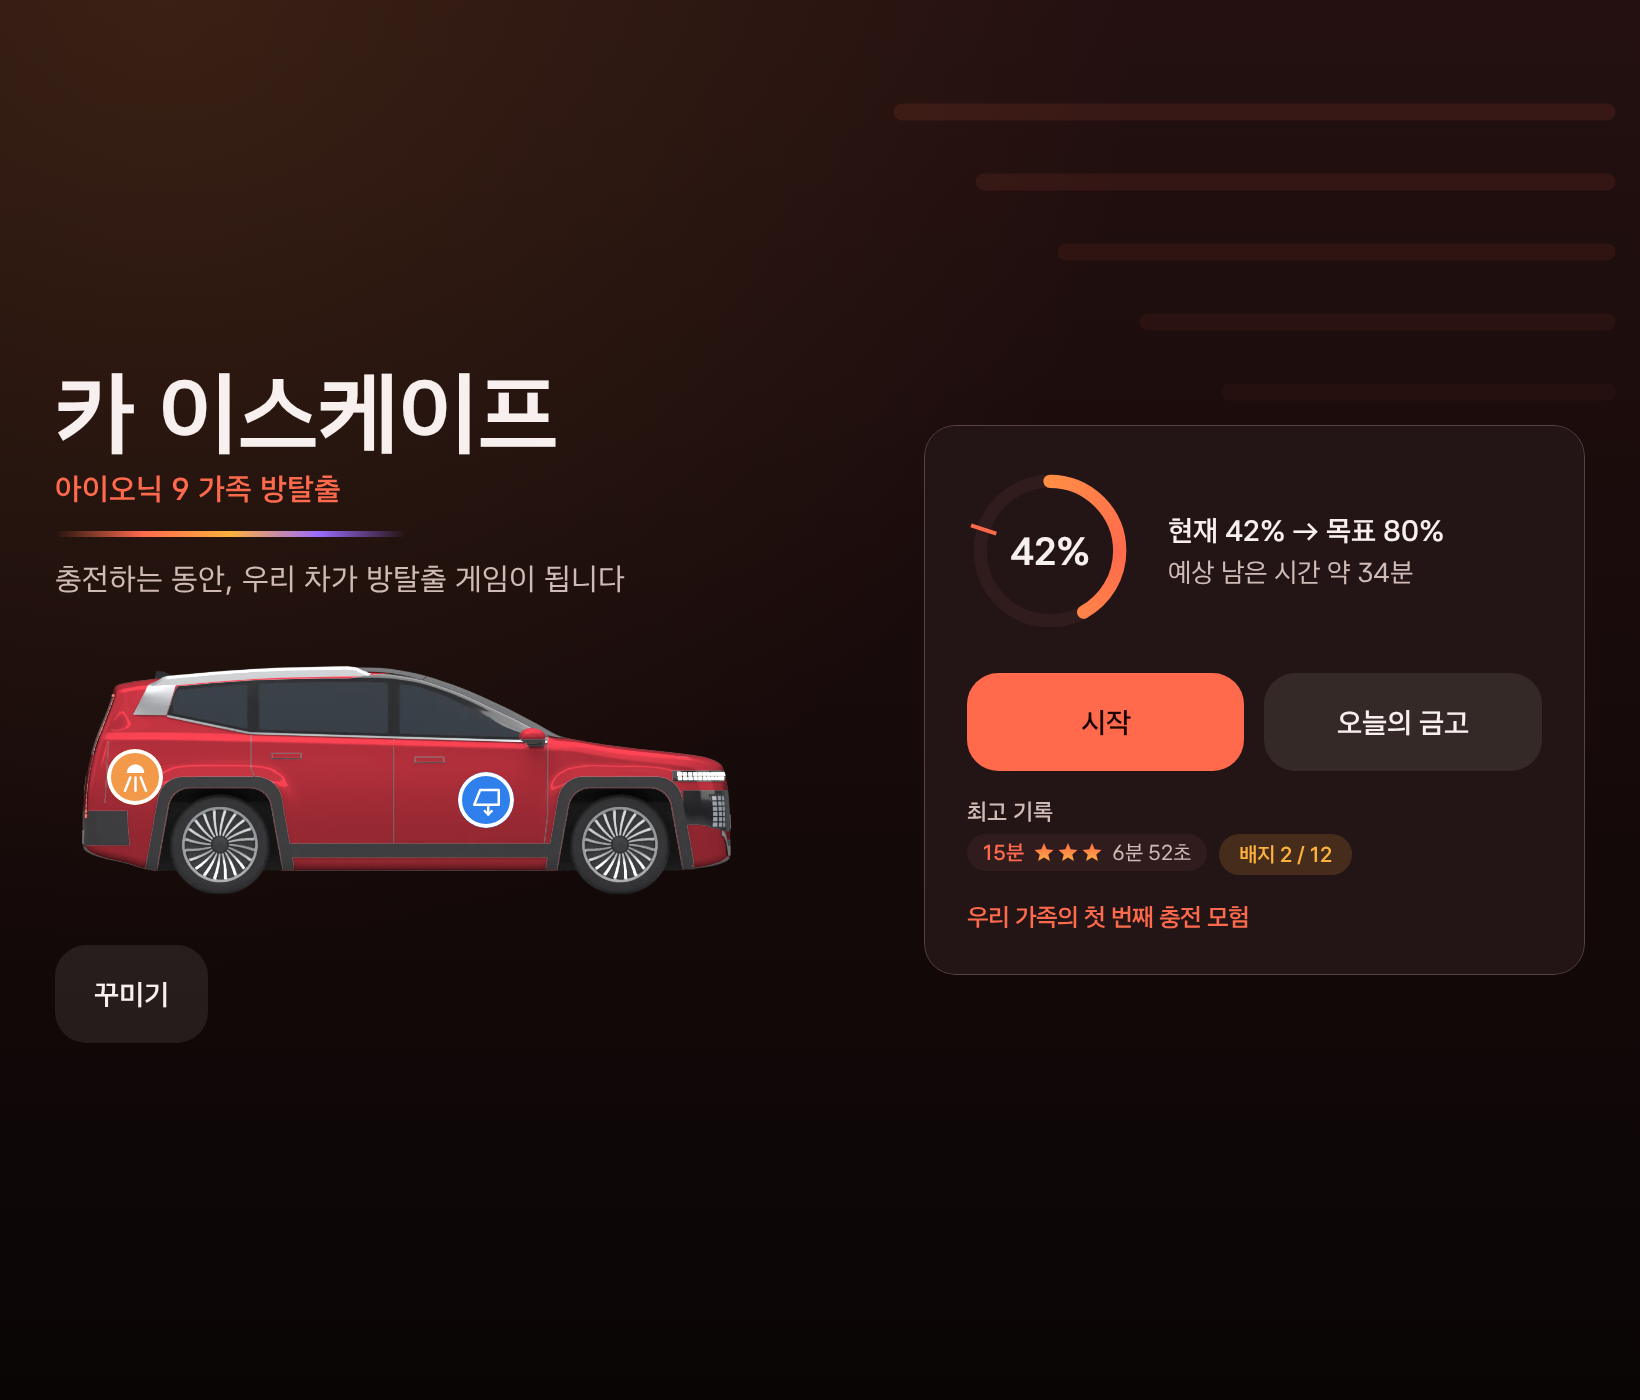 카 이스케이프
아이오닉 9 가족 방탈출
충전하는 동안, 우리 차가 방탈출 게임이 됩니다
꾸미기
42%
현재 42% → 목표 80%
예상 남은 시간 약 34분
시작
오늘의 금고
최고 기록
15분 ★★★ 6분 52초
배지 2 / 12
우리 가족의 첫 번째 충전 모험